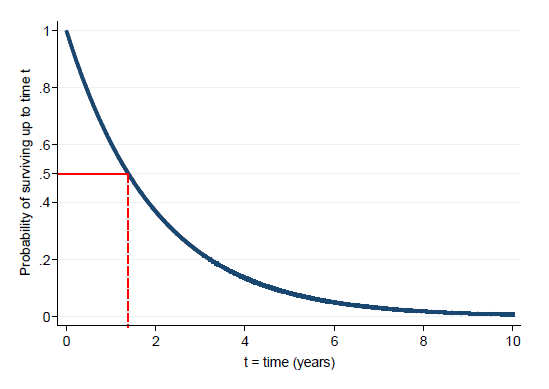 Probability of surviving up to time t
1
.8
.6
.5
.4
.2
0
0 2 4 6 8 10
t = time (years)